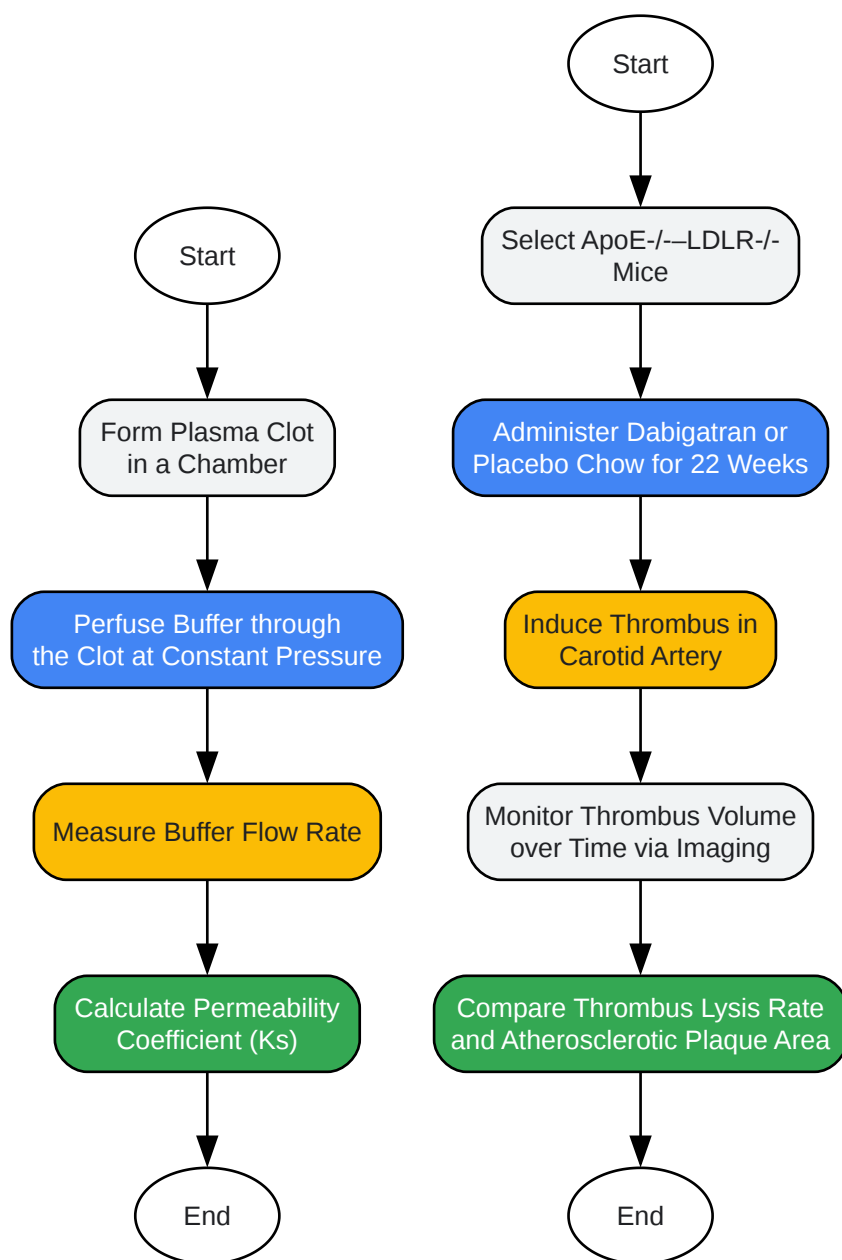 Start
Form Plasma Clot
in a Chamber
Perfuse Buffer through
the Clot at Constant Pressure
Measure Buffer Flow Rate
Calculate Permeability
Coefficient (Ks)
End
Start
Select ApoE-/-–LDLR-/-
Mice
Administer Dabigatran or
Placebo Chow for 22 Weeks
Induce Thrombus in
Carotid Artery
Monitor Thrombus Volume
over Time via Imaging
Compare Thrombus Lysis Rate
and Atherosclerotic Plaque Area
End